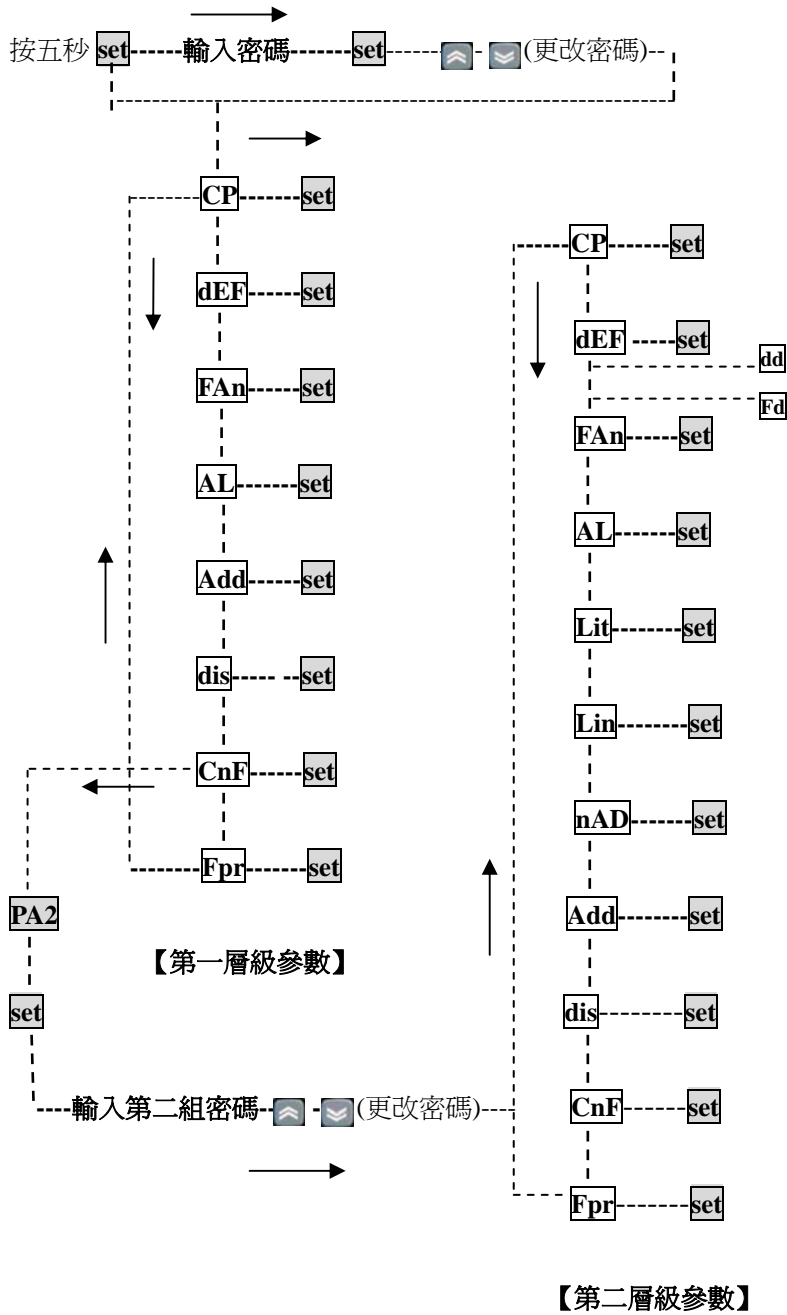 按五秒 set 輸入密碼 set (更改密碼)
CP set
dEF set
FAn set
AL set
Add set
dis set
CnF set
Fpr set
【第一層級參數】
PA2
set
輸入第二組密碼 (更改密碼)
CP set
dEF set
dd
Fd
FAn set
AL set
Lit set
Lin set
nAD set
Add set
dis set
CnF set
Fpr set
【第二層級參數】